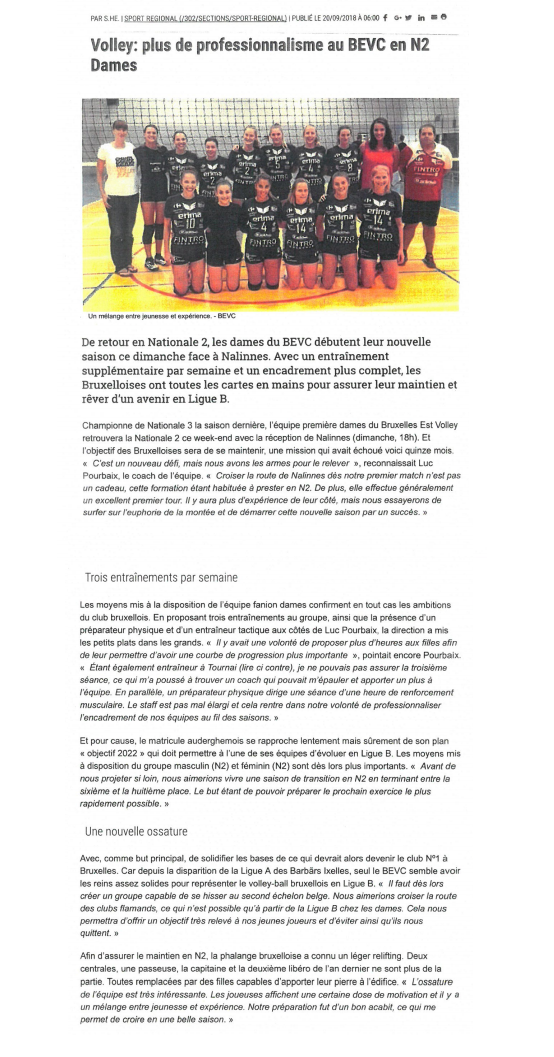 PAR S.HE. | SPORT REGIONAL (/302/SECTIONS/SPORT-REGIONAL) | PUBLIÉ LE 20/09/2018 À 06:00
Volley: plus de professionnalisme au BEVC en N2
Dames
Un mélange entre jeunesse et expérience. - BEVC
De retour en Nationale 2, les dames du BEVC débutent leur nouvelle
saison ce dimanche face à Nalinnes. Avec un entraînement
supplémentaire par semaine et un encadrement plus complet, les
Bruxelloises ont toutes les cartes en mains pour assurer leur maintien et
rêver d'un avenir en Ligue B.
Championne de Nationale 3 la saison dernière, l'équipe première dames du Bruxelles Est Volley
retrouvera la Nationale 2 ce week-end avec la réception de Nalinnes (dimanche, 18h). Et
l'objectif des Bruxelloises sera de se maintenir, une mission qui avait échoué voici quinze mois.
« C'est un nouveau défi, mais nous avons les armes pour le relever », reconnaissait Luc
Pourbaix, le coach de l'équipe. « Croiser la route de Nalinnes dès notre premier match n'est pas
un cadeau, cette formation étant habituée à prester en N2. De plus, elle effectue généralement
un excellent premier tour. Il y aura plus d'expérience de leur côté, mais nous essayerons de
surfer sur l'euphorie de la montée et de démarrer cette nouvelle saison par un succès. »
Trois entraînements par semaine
Les moyens mis à la disposition de l'équipe fanion dames confirment en tout cas les ambitions
du club bruxellois. En proposant trois entraînements au groupe, ainsi que la présence d'un
préparateur physique et d'un entraîneur tactique aux côtés de Luc Pourbaix, la direction a mis
les petits plats dans les grands. « Il y avait une volonté de proposer plus d'heures aux filles afin
de leur permettre d'avoir une courbe de progression plus importante », pointait encore Pourbaix.
« Étant également entraîneur à Tournai (lire ci contre), je ne pouvais pas assurer la troisième
séance, ce qui m'a poussé à trouver un coach qui pouvait m'épauler et apporter un plus à
l'équipe. En parallèle, un préparateur physique dirige une séance d'une heure de renforcement
musculaire. Le staff est pas mal élargi et cela rentre dans notre volonté de professionnaliser
l'encadrement de nos équipes au fil des saisons. »
Et pour cause, le matricule auderghemois se rapproche lentement mais sûrement de son plan
« objectif 2022 » qui doit permettre à l'une de ses équipes d'évoluer en Ligue B. Les moyens mis
à disposition du groupe masculin (N2) et féminin (N2) sont dès lors plus importants. « Avant de
nous projeter si loin, nous aimerions vivre une saison de transition en N2 en terminant entre la
sixième et la huitième place. Le but étant de pouvoir préparer le prochain exercice le plus
rapidement possible. »
Une nouvelle ossature
Avec, comme but principal, de solidifier les bases de ce qui devrait alors devenir le club N°1 à
Bruxelles. Car depuis la disparition de la Ligue A des Barbärs Ixelles, seul le BEVC semble avoir
les reins assez solides pour représenter le volley-ball bruxellois en Ligue B. « Il faut dès lors
créer un groupe capable de se hisser au second échelon belge. Nous aimerions croiser la route
des clubs flamands, ce qui n'est possible qu'à partir de la Ligue B chez les dames. Cela nous
permettra d'offrir un objectif très relevé à nos jeunes joueurs et d'éviter ainsi qu'ils nous
quittent. »
Afin d'assurer le maintien en N2, la phalange bruxelloise a connu un léger relifting. Deux
centrales, une passeuse, la capitaine et la deuxième libéro de l'an dernier ne sont plus de la
partie. Toutes remplacées par des filles capables d'apporter leur pierre à l'édifice. « L'ossature
de l'équipe est très intéressante. Les joueuses affichent une certaine dose de motivation et il y a
un mélange entre jeunesse et expérience. Notre préparation fut d'un bon acabit, ce qui me
permet de croire en une belle saison. »